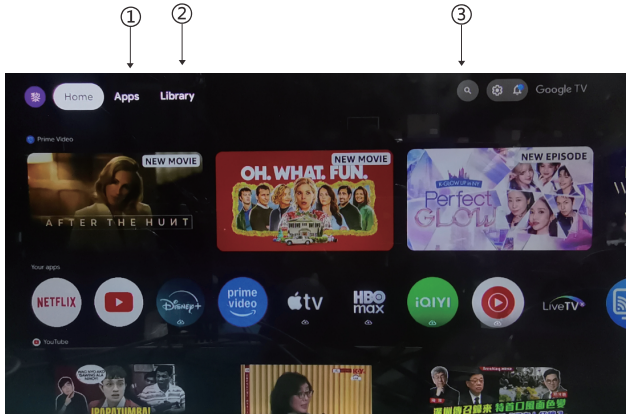 ① ② ③
黎 Home Apps Library Google TV
Prime Video
NEW MOVIE
AFTER THE HUNT
NEW MOVIE
OH. WHAT. FUN.
NEW EPISODE
Perfect
GLOW
Your apps
NETFLIX
Disney+
prime
video
tv
HBO
max
iQIYI
LiveTV
YouTube